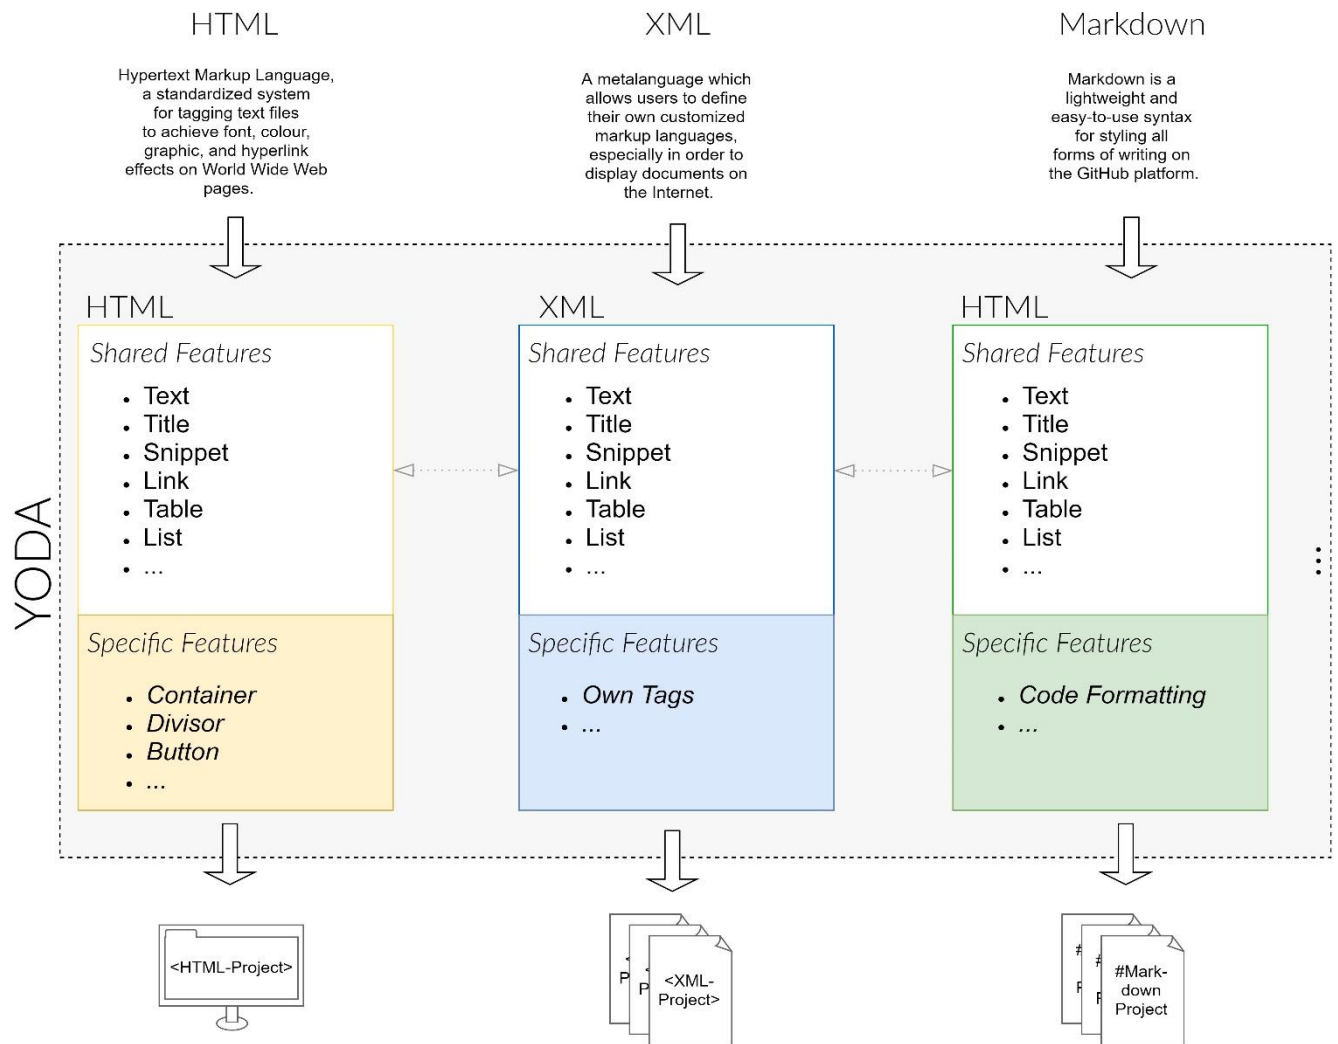 HTML
Hypertext Markup Language,
a standardized system
for tagging text files
to achieve font, colour,
graphic, and hyperlink
effects on World Wide Web
pages.
XML
A metalanguage which
allows users to define
their own customized
markup languages,
especially in order to
display documents on
the Internet.
Markdown
Markdown is a
lightweight and
easy-to-use syntax
for styling all
forms of writing on
the GitHub platform.
YODA
HTML
Shared Features
• Text
• Title
• Snippet
• Link
• Table
• List
• ...
Specific Features
• Container
• Divisor
• Button
• ...
XML
Shared Features
• Text
• Title
• Snippet
• Link
• Table
• List
• ...
Specific Features
• Own Tags
• ...
HTML
Shared Features
• Text
• Title
• Snippet
• Link
• Table
• List
• ...
Specific Features
• Code Formatting
• ...
...
<HTML-Project>
<
P
<
P
<XML-
Project>
#
F
#
F
#Mark-
down
Project